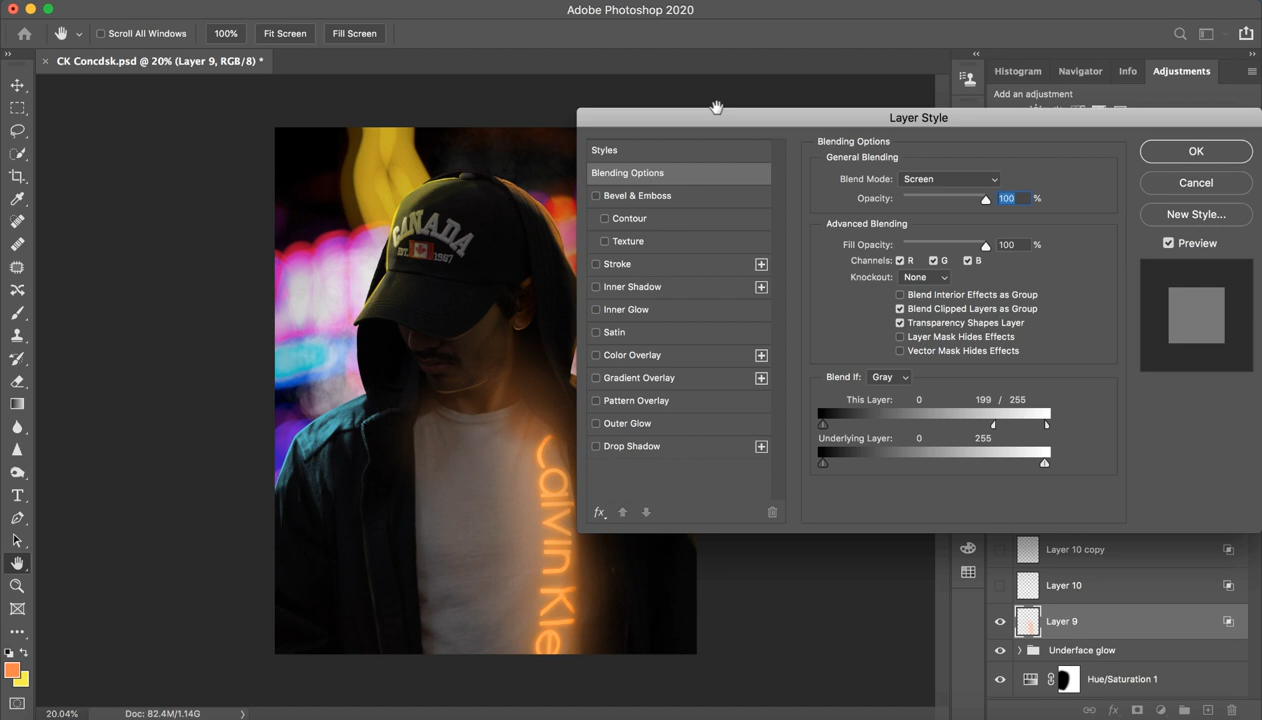 Adobe Photoshop 2020
Scroll All Windows 100% Fit Screen Fill Screen
× CK Concdsk.psd @ 20% (Layer 9, RGB/8) *
Histogram Navigator Info Adjustments
Add an adjustment
Layer Style
Styles
Blending Options
Bevel & Emboss
Contour
Texture
Stroke
Inner Shadow
Inner Glow
Satin
Color Overlay
Gradient Overlay
Pattern Overlay
Outer Glow
Drop Shadow
fx
Blending Options
General Blending
Blend Mode: Screen
Opacity: 100 %
Advanced Blending
Fill Opacity: 100 %
Channels: R G B
Knockout: None
Blend Interior Effects as Group
Blend Clipped Layers as Group
Transparency Shapes Layer
Layer Mask Hides Effects
Vector Mask Hides Effects
Blend If: Gray
This Layer: 0 199 / 255
Underlying Layer: 0 255
OK
Cancel
New Style...
Preview
CANADA
EST. 1967
Calvin Kle
Layer 10 copy
Layer 10
Layer 9
Underface glow
Hue/Saturation 1
fx
20.04% Doc: 82.4M/1.14G